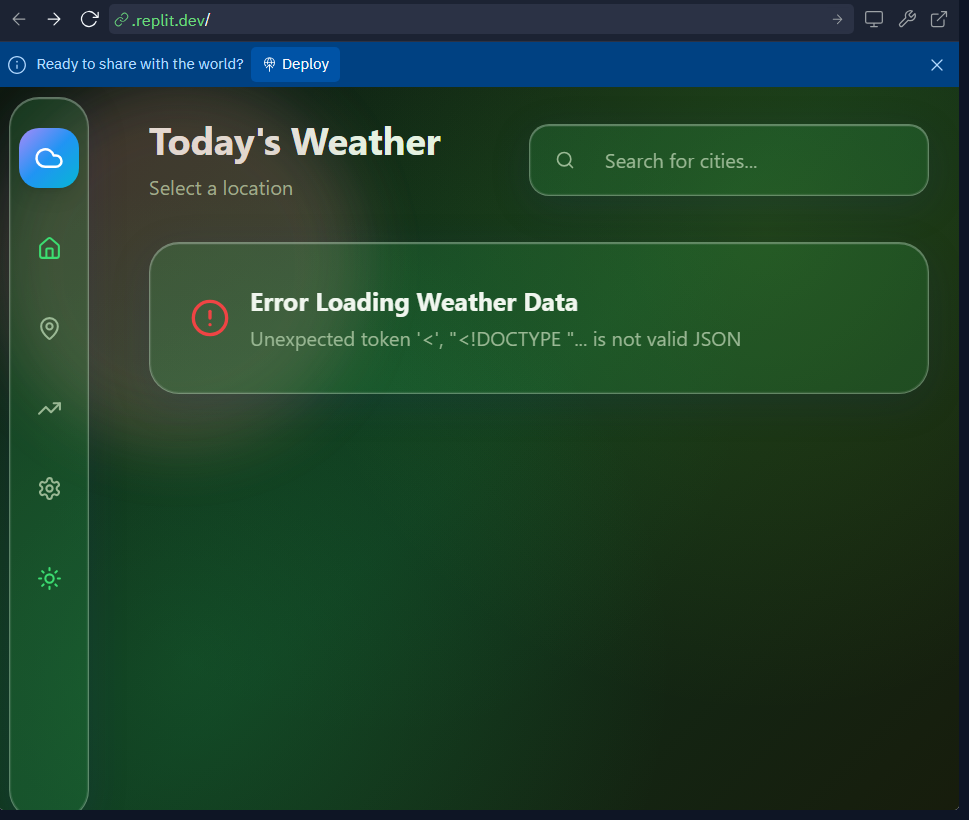 .replit.dev/
Ready to share with the world? Deploy
Today's Weather
Select a location
Search for cities...
Error Loading Weather Data
Unexpected token '<', "<!DOCTYPE "... is not valid JSON